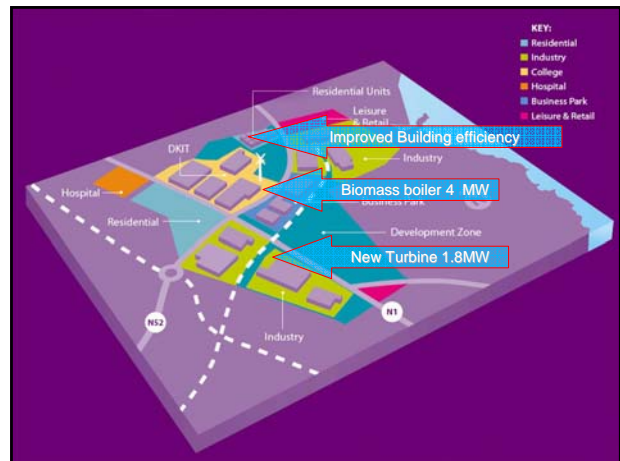 KEY:
Residential
Industry
College
Hospital
Business Park
Leisure & Retail
Residential Units
Leisure
& Retail
Improved Building efficiency
DKIT
Industry
Hospital
Biomass boiler 4 MW
Business Park
Residential
Development Zone
New Turbine 1.8MW
N1
N52
Industry